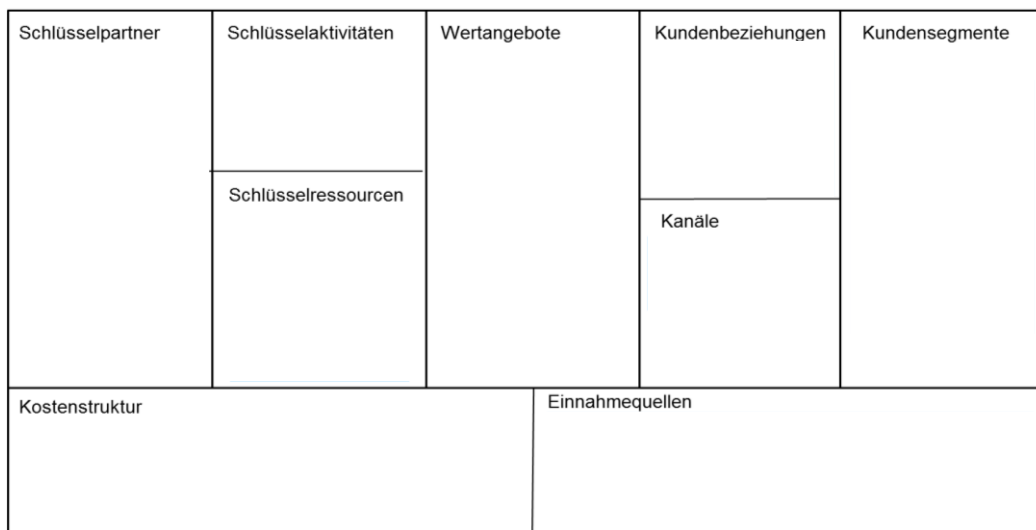 Schlüsselpartner
Schlüsselaktivitäten
Schlüsselressourcen
Wertangebote
Kundenbeziehungen
Kanäle
Kundensegmente
Kostenstruktur
Einnahmequellen